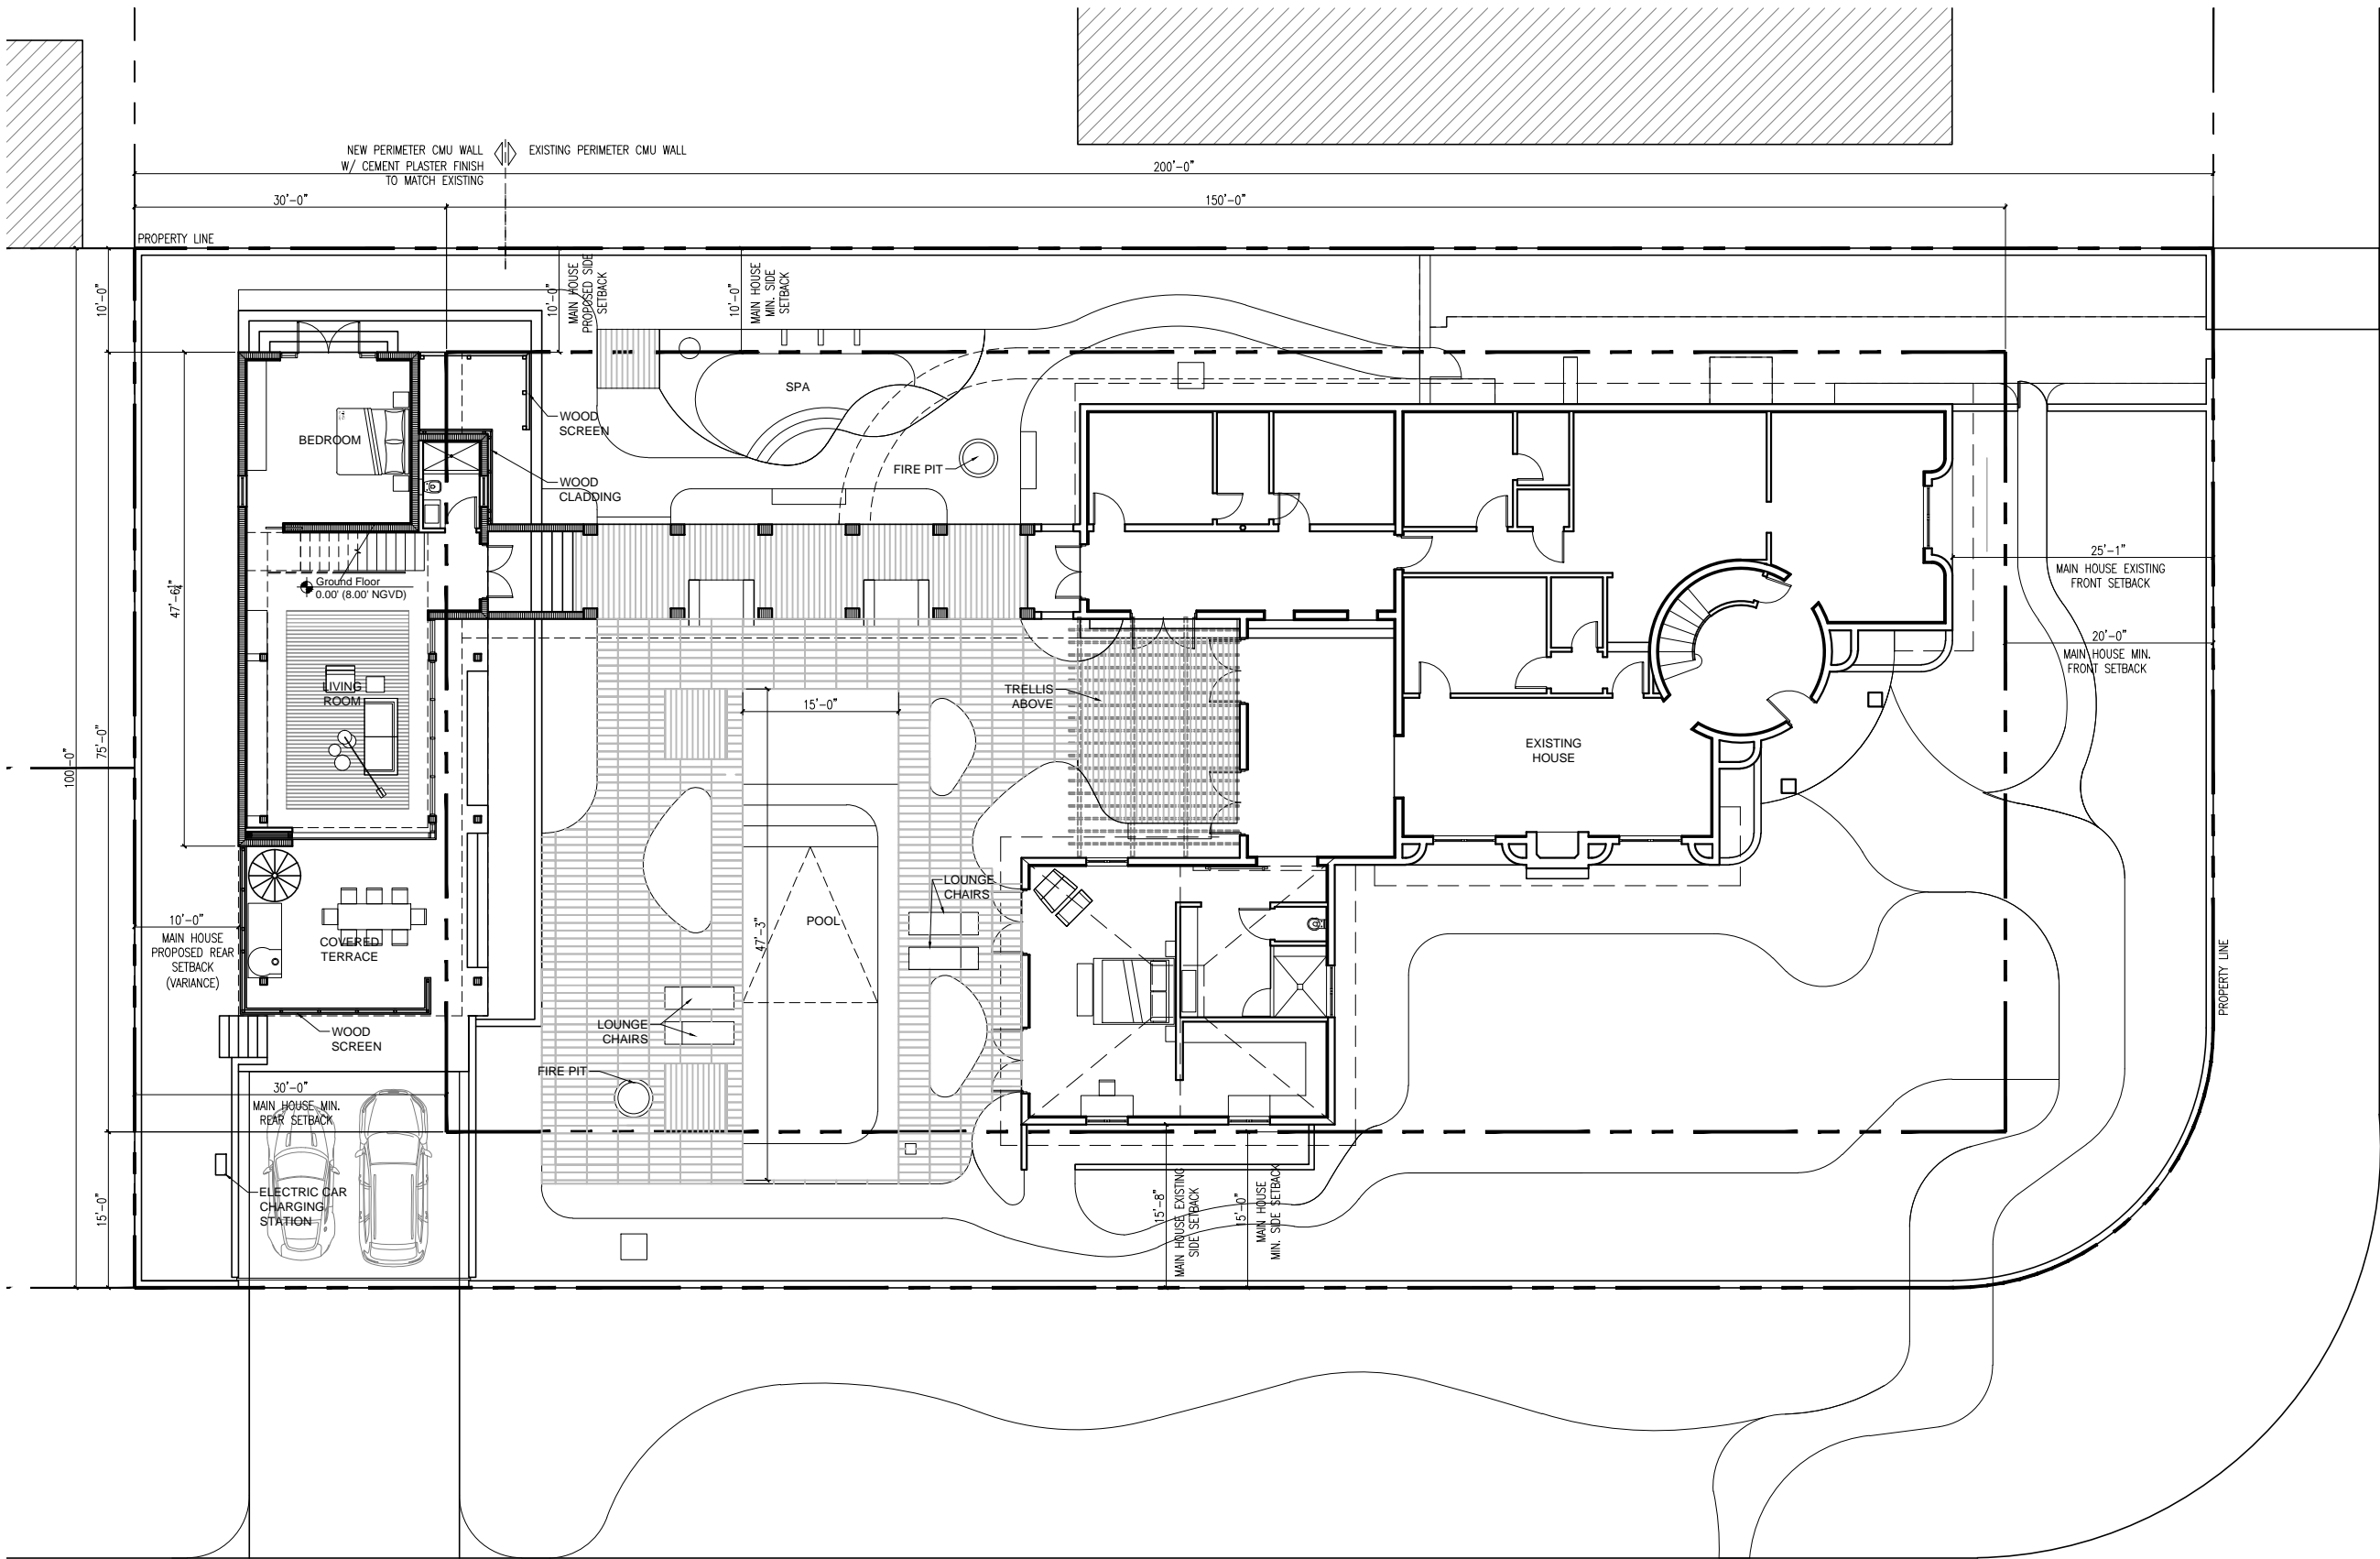 NEW PERIMETER CMU WALL
W/ CEMENT PLASTER FINISH
TO MATCH EXISTING
EXISTING PERIMETER CMU WALL
200'-0"
30'-0"
150'-0"
PROPERTY LINE
10'-0"
10'-0"
MAIN HOUSE
PROPOSED SIDE
SETBACK
10'-0"
MAIN HOUSE
MIN. SIDE
SETBACK
SPA
WOOD
SCREEN
BEDROOM
WOOD
CLADDING
FIRE PIT
Ground Floor
0.00' (8.00' NGVD)
47'-6½"
25'-1"
MAIN HOUSE EXISTING
FRONT SETBACK
20'-0"
MAIN HOUSE MIN.
FRONT SETBACK
LIVING
ROOM
TRELLIS
ABOVE
15'-0"
75'-0"
100'-0"
EXISTING
HOUSE
LOUNGE
CHAIRS
10'-0"
MAIN HOUSE
PROPOSED REAR
SETBACK
(VARIANCE)
COVERED
TERRACE
POOL
47'-3"
PROPERTY LINE
WOOD
SCREEN
LOUNGE
CHAIRS
FIRE PIT
30'-0"
MAIN HOUSE MIN.
REAR SETBACK
ELECTRIC CAR
CHARGING
STATION
15'-0"
15'-8"
MAIN HOUSE EXISTING
SIDE SETBACK
15'-0"
MAIN HOUSE
MIN. SIDE SETBACK